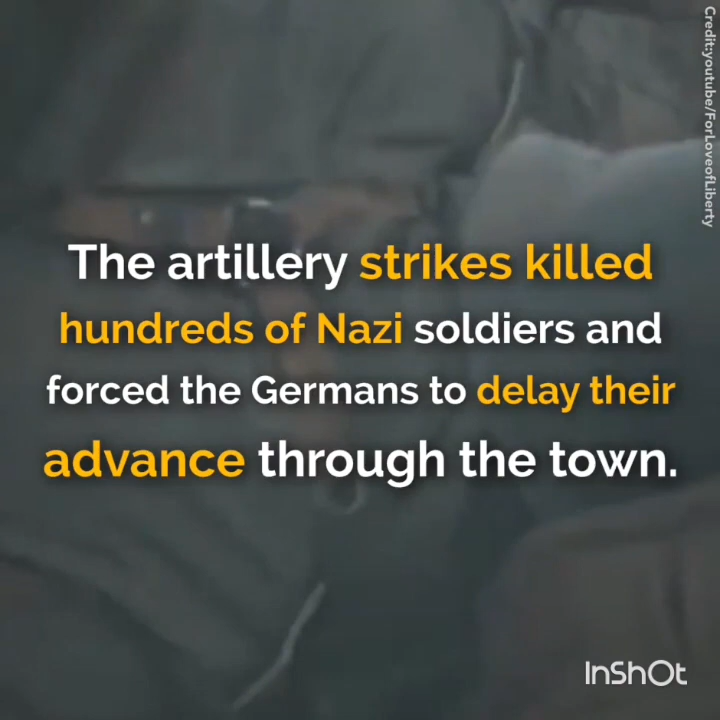 Credit:youtube/ForLoveofLiberty
The artillery strikes killed
hundreds of Nazi soldiers and
forced the Germans to delay their
advance through the town.
InShOt